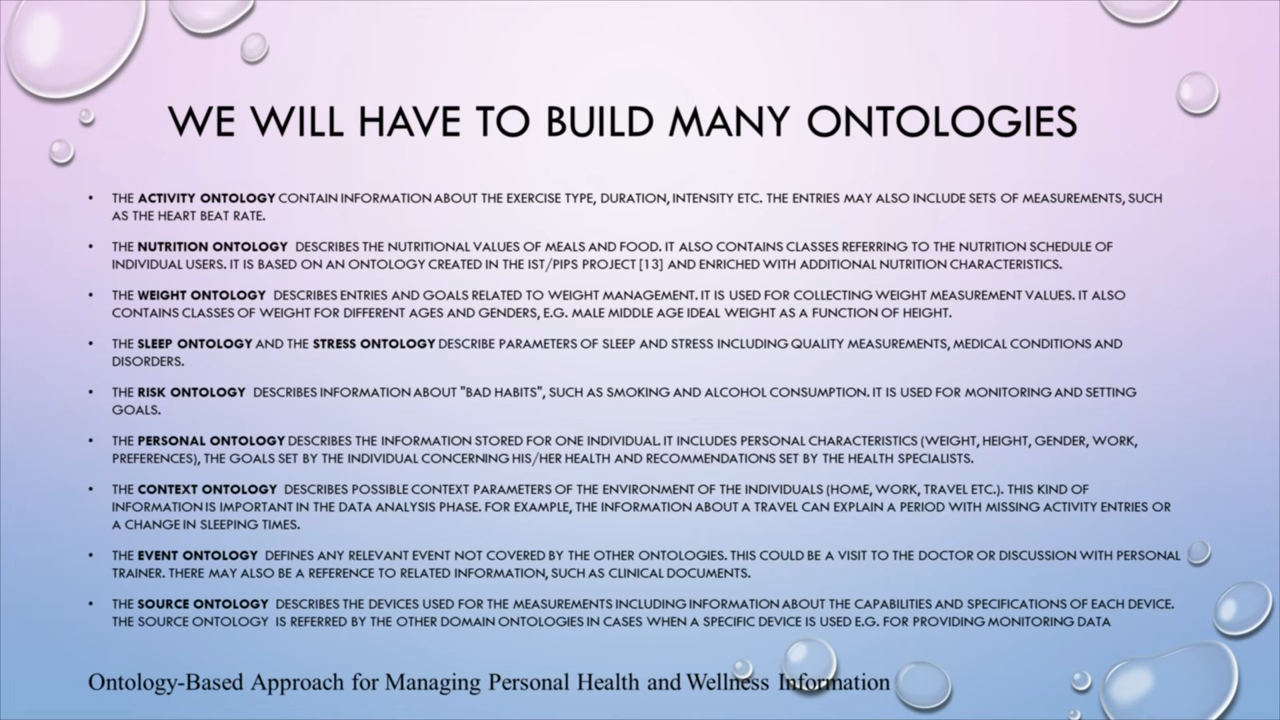 WE WILL HAVE TO BUILD MANY ONTOLOGIES
• THE ACTIVITY ONTOLOGY CONTAIN INFORMATION ABOUT THE EXERCISE TYPE, DURATION, INTENSITY ETC. THE ENTRIES MAY ALSO INCLUDE SETS OF MEASUREMENTS, SUCH
AS THE HEART BEAT RATE.
• THE NUTRITION ONTOLOGY DESCRIBES THE NUTRITIONAL VALUES OF MEALS AND FOOD. IT ALSO CONTAINS CLASSES REFERRING TO THE NUTRITION SCHEDULE OF
INDIVIDUAL USERS. IT IS BASED ON AN ONTOLOGY CREATED IN THE IST/PIPS PROJECT [13] AND ENRICHED WITH ADDITIONAL NUTRITION CHARACTERISTICS.
• THE WEIGHT ONTOLOGY DESCRIBES ENTRIES AND GOALS RELATED TO WEIGHT MANAGEMENT. IT IS USED FOR COLLECTING WEIGHT MEASUREMENT VALUES. IT ALSO
CONTAINS CLASSES OF WEIGHT FOR DIFFERENT AGES AND GENDERS, E.G. MALE MIDDLE AGE IDEAL WEIGHT AS A FUNCTION OF HEIGHT.
• THE SLEEP ONTOLOGY AND THE STRESS ONTOLOGY DESCRIBE PARAMETERS OF SLEEP AND STRESS INCLUDING QUALITY MEASUREMENTS, MEDICAL CONDITIONS AND
DISORDERS.
• THE RISK ONTOLOGY DESCRIBES INFORMATION ABOUT "BAD HABITS", SUCH AS SMOKING AND ALCOHOL CONSUMPTION. IT IS USED FOR MONITORING AND SETTING
GOALS.
• THE PERSONAL ONTOLOGY DESCRIBES THE INFORMATION STORED FOR ONE INDIVIDUAL. IT INCLUDES PERSONAL CHARACTERISTICS (WEIGHT, HEIGHT, GENDER, WORK,
PREFERENCES), THE GOALS SET BY THE INDIVIDUAL CONCERNING HIS/HER HEALTH AND RECOMMENDATIONS SET BY THE HEALTH SPECIALISTS.
• THE CONTEXT ONTOLOGY DESCRIBES POSSIBLE CONTEXT PARAMETERS OF THE ENVIRONMENT OF THE INDIVIDUALS (HOME, WORK, TRAVEL ETC.). THIS KIND OF
INFORMATION IS IMPORTANT IN THE DATA ANALYSIS PHASE. FOR EXAMPLE, THE INFORMATION ABOUT A TRAVEL CAN EXPLAIN A PERIOD WITH MISSING ACTIVITY ENTRIES OR
A CHANGE IN SLEEPING TIMES.
• THE EVENT ONTOLOGY DEFINES ANY RELEVANT EVENT NOT COVERED BY THE OTHER ONTOLOGIES. THIS COULD BE A VISIT TO THE DOCTOR OR DISCUSSION WITH PERSONAL
TRAINER. THERE MAY ALSO BE A REFERENCE TO RELATED INFORMATION, SUCH AS CLINICAL DOCUMENTS.
• THE SOURCE ONTOLOGY DESCRIBES THE DEVICES USED FOR THE MEASUREMENTS INCLUDING INFORMATION ABOUT THE CAPABILITIES AND SPECIFICATIONS OF EACH DEVICE.
THE SOURCE ONTOLOGY IS REFERRED BY THE OTHER DOMAIN ONTOLOGIES IN CASES WHEN A SPECIFIC DEVICE IS USED E.G. FOR PROVIDING MONITORING DATA
Ontology-Based Approach for Managing Personal Health and Wellness Information